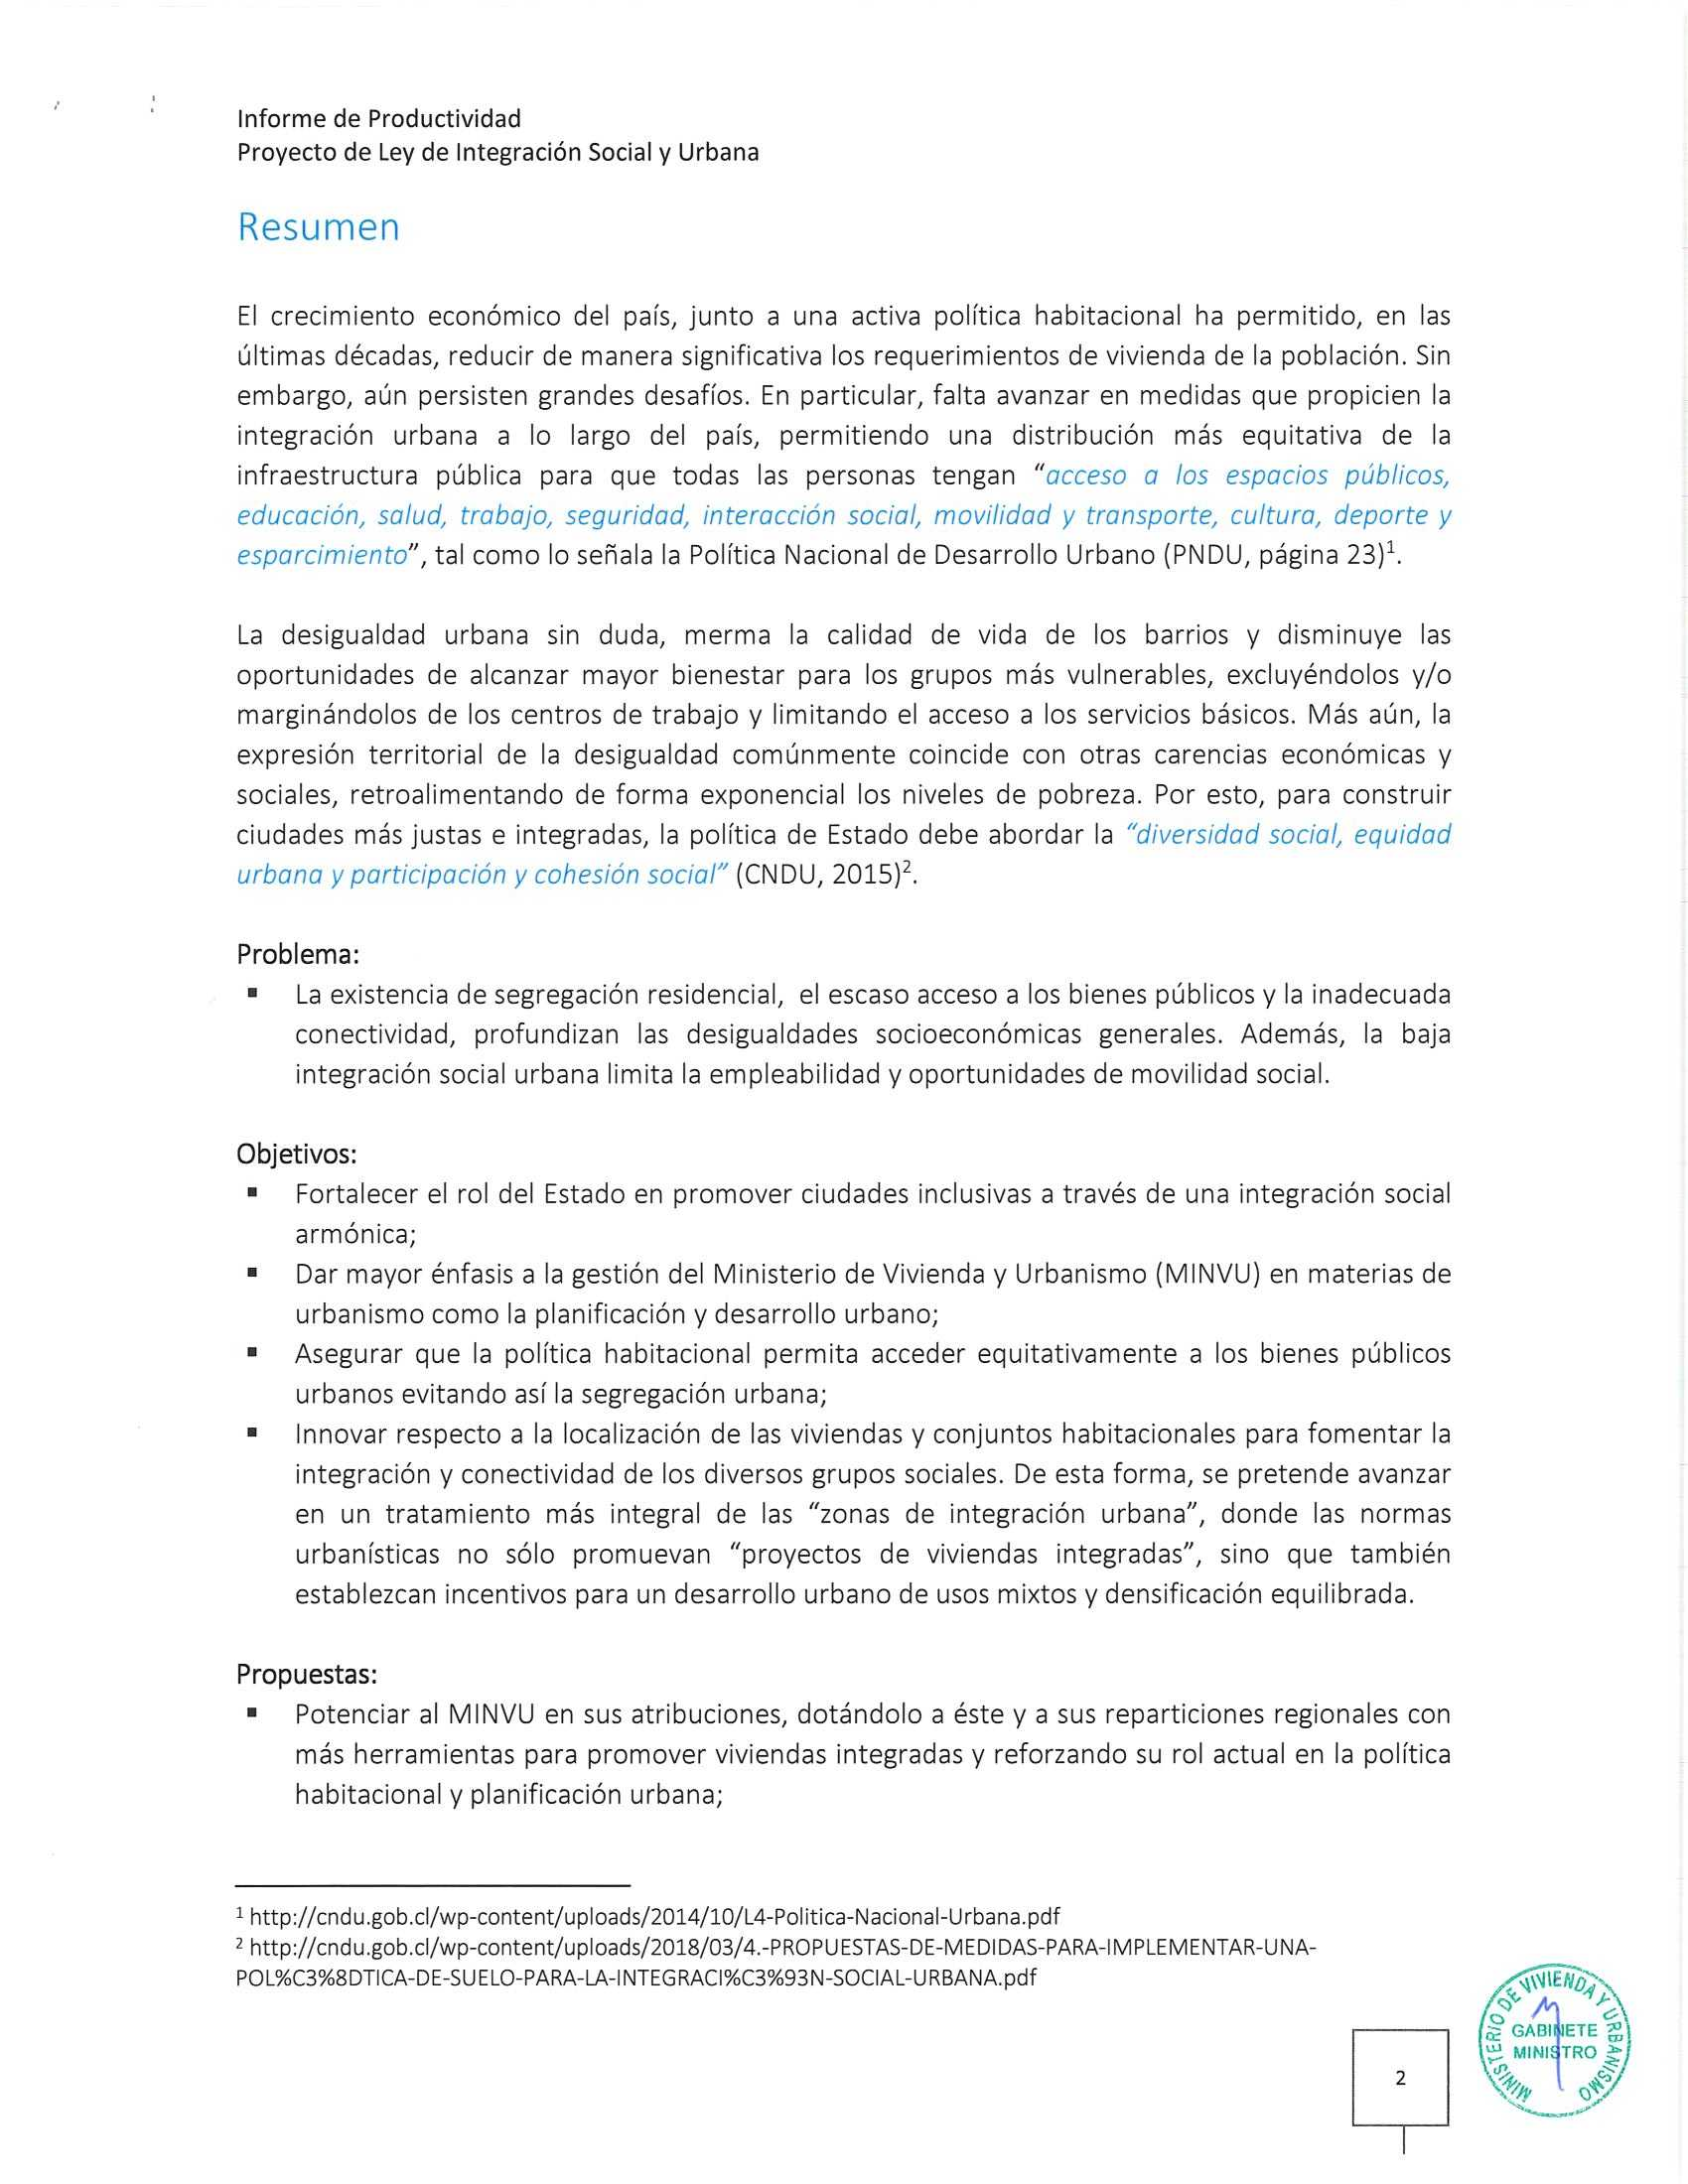 Informe de Productividad
Proyecto de Ley de Integración Social y Urbana
Resumen
El crecimiento económico del país, junto a una activa política habitacional ha permitido, en las
últimas décadas, reducir de manera significativa los requerimientos de vivienda de la población. Sin
embargo, aún persisten grandes desafíos. En particular, falta avanzar en medidas que propicien la
integración urbana a lo largo del país, permitiendo una distribución más equitativa de la
infraestructura pública para que todas las personas tengan “acceso a los espacios públicos,
educación, salud, trabajo, seguridad, interacción social, movilidad y transporte, cultura, deporte y
esparcimiento”, tal como lo señala la Política Nacional de Desarrollo Urbano (PNDU, página 23)¹.
La desigualdad urbana sin duda, merma la calidad de vida de los barrios y disminuye las
oportunidades de alcanzar mayor bienestar para los grupos más vulnerables, excluyéndolos y/o
marginándolos de los centros de trabajo y limitando el acceso a los servicios básicos. Más aún, la
expresión territorial de la desigualdad comúnmente coincide con otras carencias económicas y
sociales, retroalimentando de forma exponencial los niveles de pobreza. Por esto, para construir
ciudades más justas e integradas, la política de Estado debe abordar la “diversidad social, equidad
urbana y participación y cohesión social” (CNDU, 2015)².
Problema:
▪ La existencia de segregación residencial, el escaso acceso a los bienes públicos y la inadecuada
conectividad, profundizan las desigualdades socioeconómicas generales. Además, la baja
integración social urbana limita la empleabilidad y oportunidades de movilidad social.
Objetivos:
▪ Fortalecer el rol del Estado en promover ciudades inclusivas a través de una integración social
armónica;
▪ Dar mayor énfasis a la gestión del Ministerio de Vivienda y Urbanismo (MINVU) en materias de
urbanismo como la planificación y desarrollo urbano;
▪ Asegurar que la política habitacional permita acceder equitativamente a los bienes públicos
urbanos evitando así la segregación urbana;
▪ Innovar respecto a la localización de las viviendas y conjuntos habitacionales para fomentar la
integración y conectividad de los diversos grupos sociales. De esta forma, se pretende avanzar
en un tratamiento más integral de las “zonas de integración urbana”, donde las normas
urbanísticas no sólo promuevan “proyectos de viviendas integradas”, sino que también
establezcan incentivos para un desarrollo urbano de usos mixtos y densificación equilibrada.
Propuestas:
▪ Potenciar al MINVU en sus atribuciones, dotándolo a éste y a sus reparticiones regionales con
más herramientas para promover viviendas integradas y reforzando su rol actual en la política
habitacional y planificación urbana;
¹ http://cndu.gob.cl/wp-content/uploads/2014/10/L4-Politica-Nacional-Urbana.pdf
² http://cndu.gob.cl/wp-content/uploads/2018/03/4.-PROPUESTAS-DE-MEDIDAS-PARA-IMPLEMENTAR-UNA-
POL%C3%8DTICA-DE-SUELO-PARA-LA-INTEGRACI%C3%93N-SOCIAL-URBANA.pdf
2
MINISTERIO DE VIVIENDA Y URBANISMO
GABINETE
MINISTRO